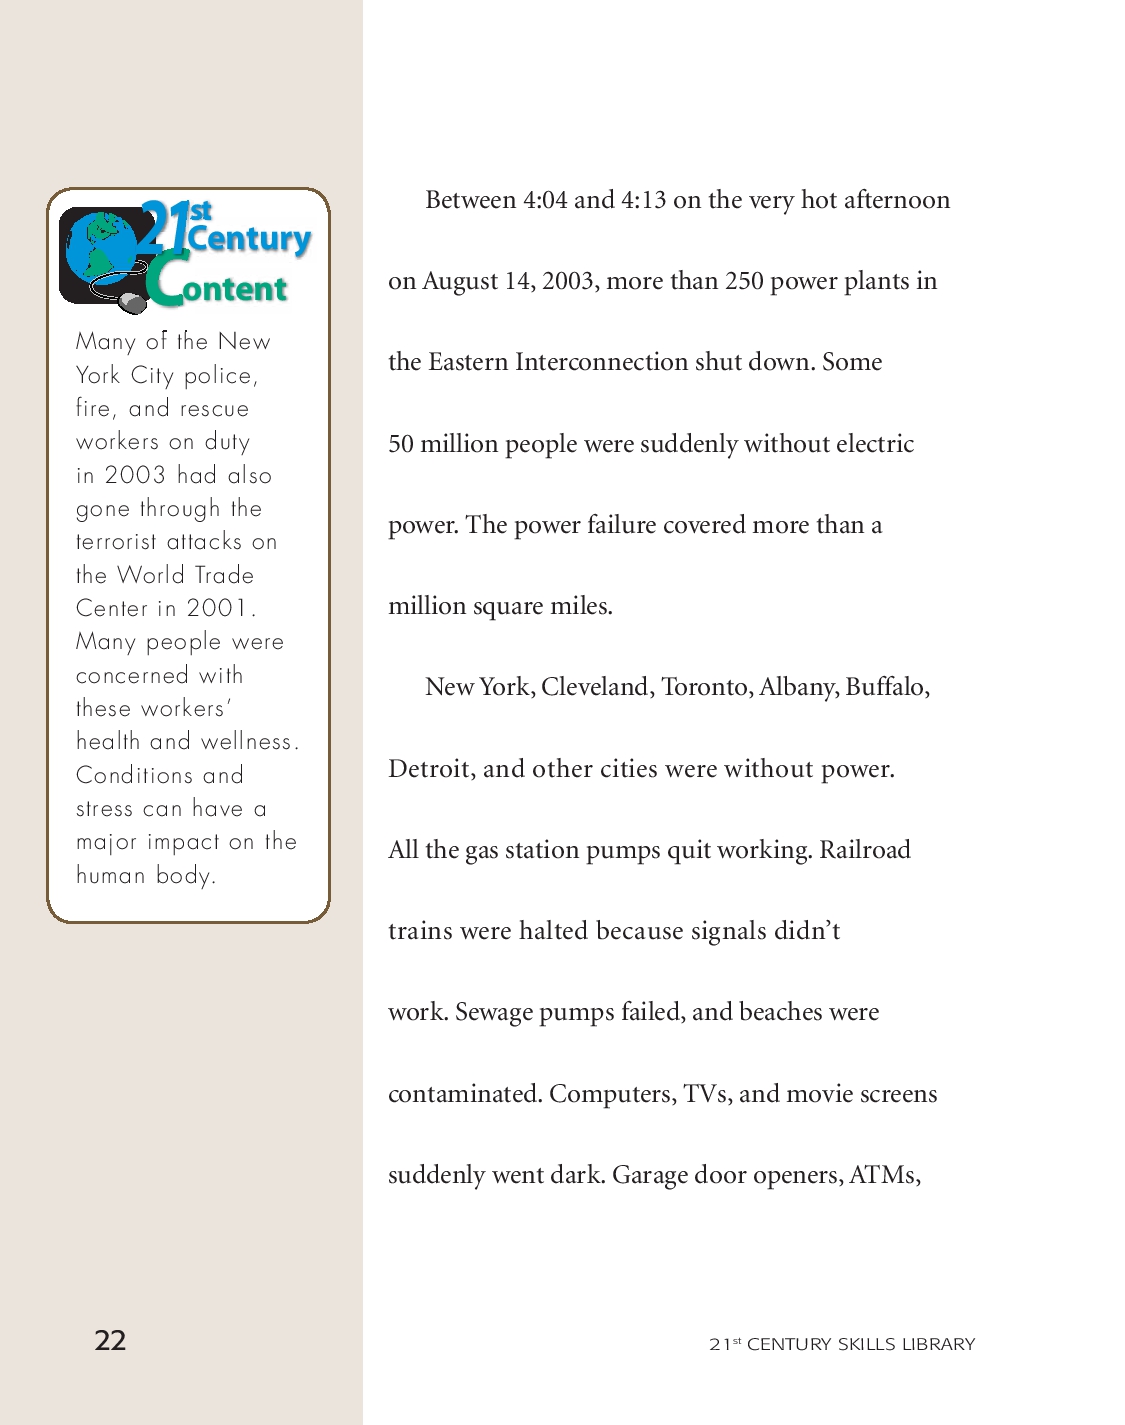 21st
Century
Content
Many of the New
York City police,
fire, and rescue
workers on duty
in 2003 had also
gone through the
terrorist attacks on
the World Trade
Center in 2001.
Many people were
concerned with
these workers’
health and wellness.
Conditions and
stress can have a
major impact on the
human body.
Between 4:04 and 4:13 on the very hot afternoon
on August 14, 2003, more than 250 power plants in
the Eastern Interconnection shut down. Some
50 million people were suddenly without electric
power. The power failure covered more than a
million square miles.
New York, Cleveland, Toronto, Albany, Buffalo,
Detroit, and other cities were without power.
All the gas station pumps quit working. Railroad
trains were halted because signals didn’t
work. Sewage pumps failed, and beaches were
contaminated. Computers, TVs, and movie screens
suddenly went dark. Garage door openers, ATMs,
22
21st CENTURY SKILLS LIBRARY